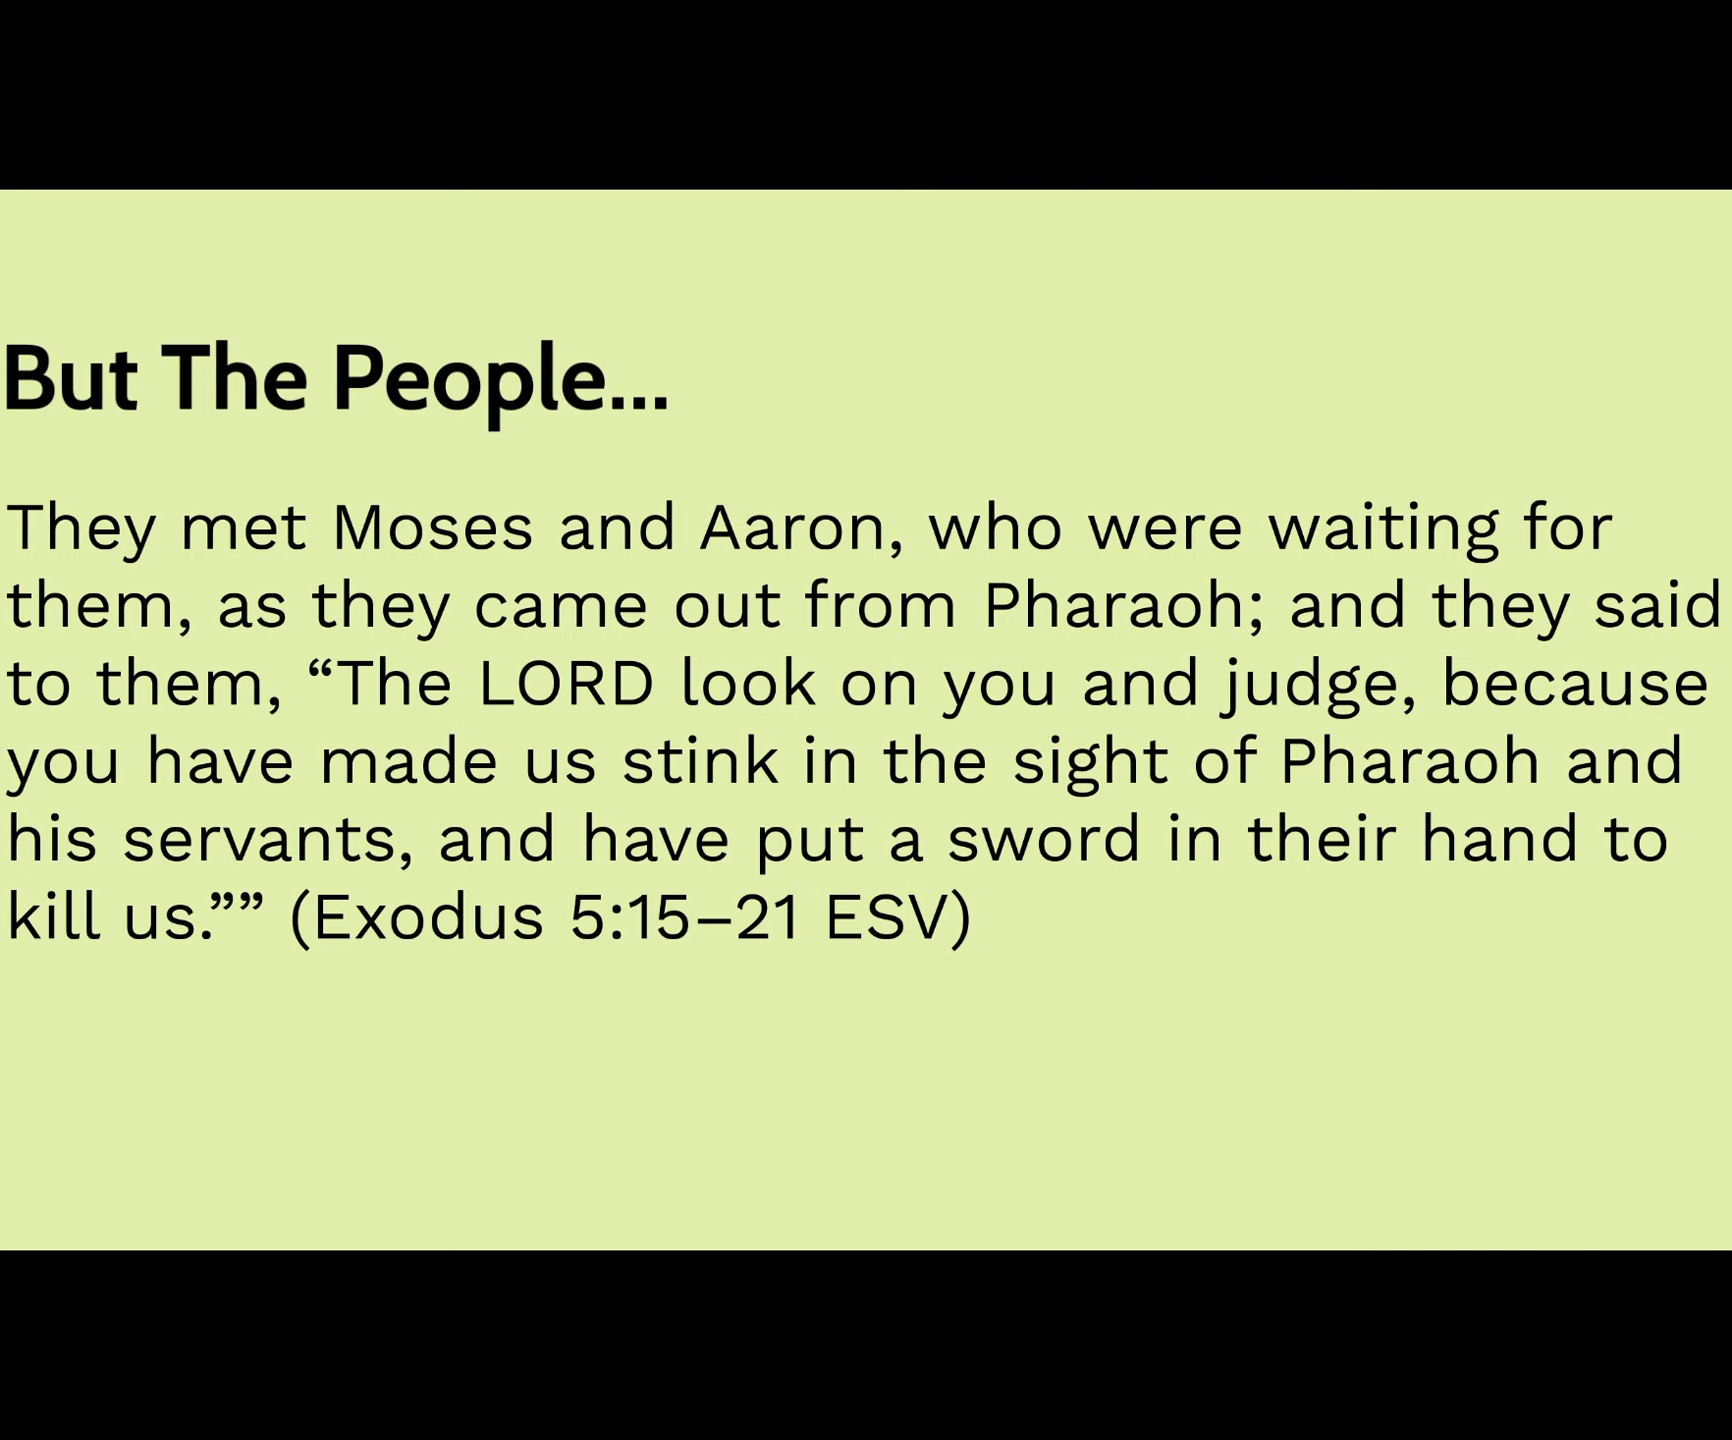 But The People...
They met Moses and Aaron, who were waiting for
them, as they came out from Pharaoh; and they said
to them, “The LORD look on you and judge, because
you have made us stink in the sight of Pharaoh and
his servants, and have put a sword in their hand to
kill us.”” (Exodus 5:15–21 ESV)